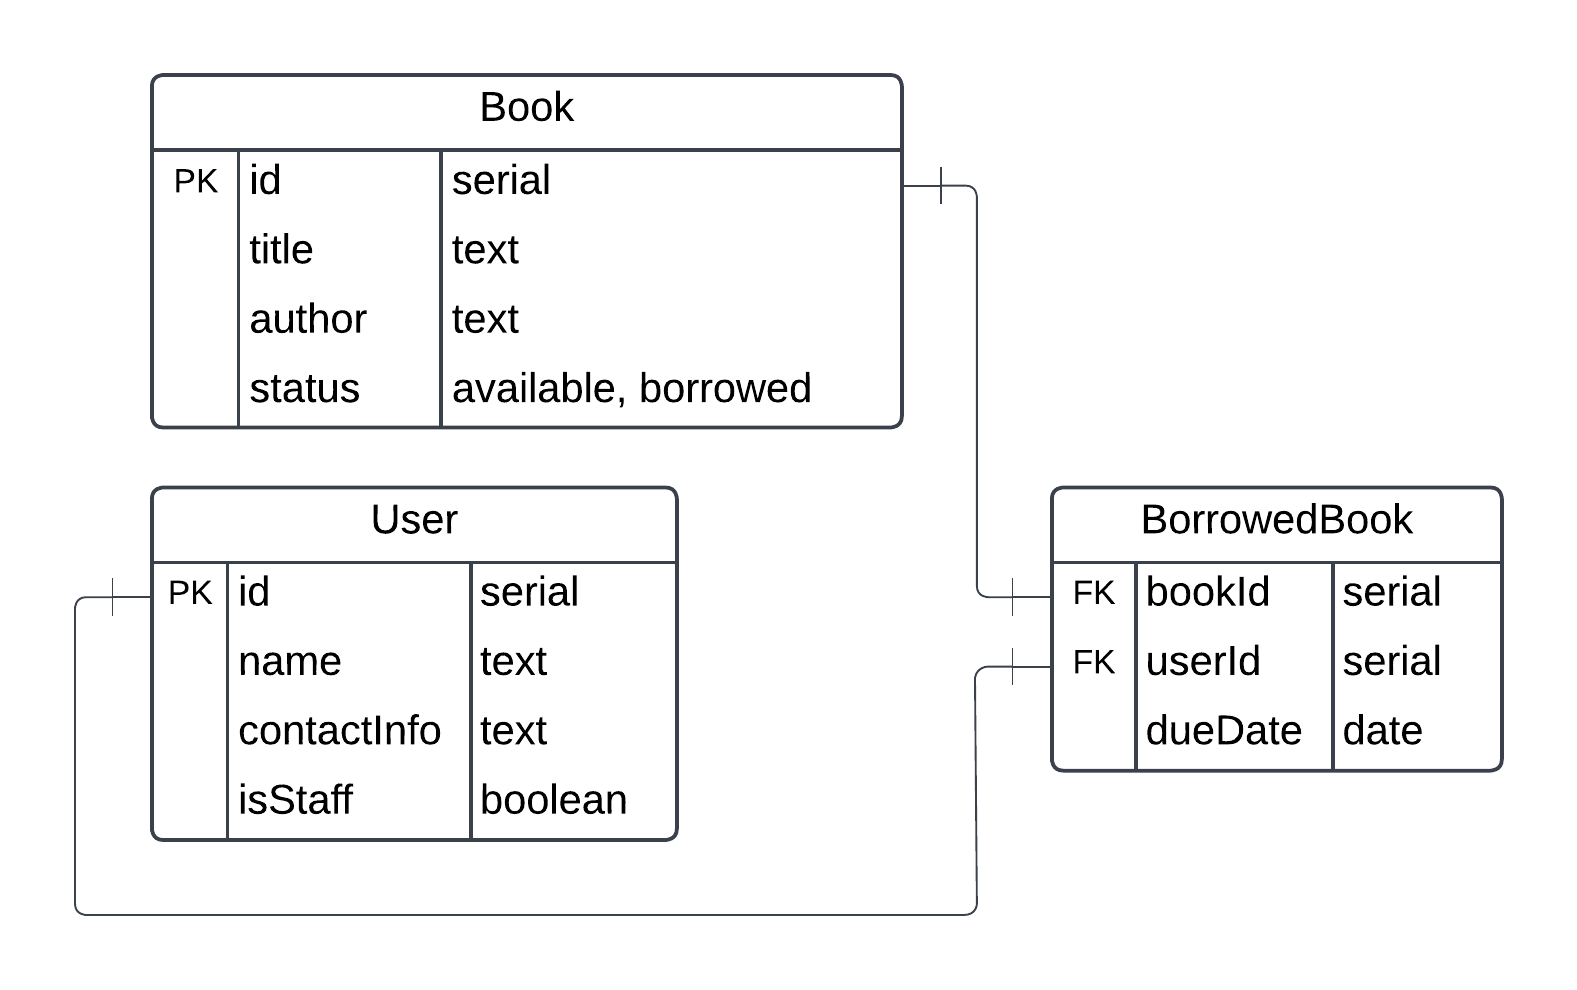 Book
PK id serial
title text
author text
status available, borrowed
User
PK id serial
name text
contactInfo text
isStaff boolean
BorrowedBook
FK bookId serial
FK userId serial
dueDate date